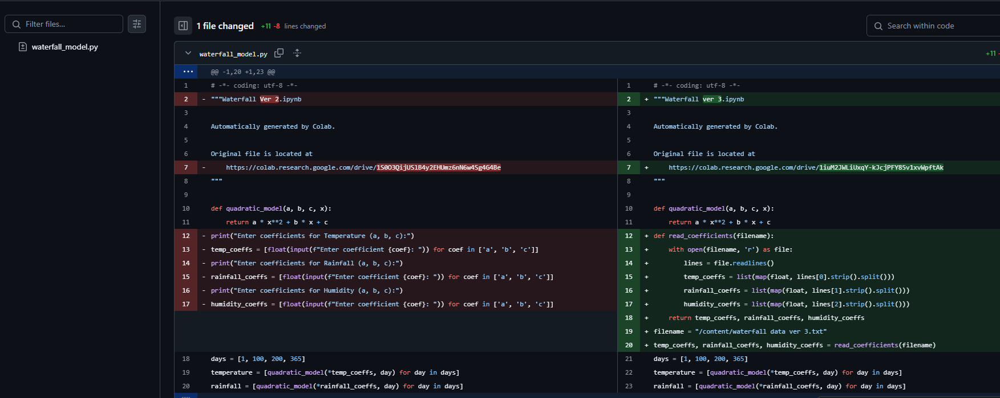 Filter files...
waterfall_model.py
1 file changed +11 -8 lines changed
Search within code
waterfall_model.py
+11 -
@@ -1,20 +1,23 @@
1 # -*- coding: utf-8 -*-
2 - """Waterfall Ver 2.ipynb
3
4 Automatically generated by Colab.
5
6 Original file is located at
7 - https://colab.research.google.com/drive/1S0O3QijUSlB4y2EHUmz6nN6w4Sg4G4Be
8 """
9
10 def quadratic_model(a, b, c, x):
11 return a * x**2 + b * x + c
12 - print("Enter coefficients for Temperature (a, b, c):")
13 - temp_coeffs = [float(input(f"Enter coefficient {coef}: ")) for coef in ['a', 'b', 'c']]
14 - print("Enter coefficients for Rainfall (a, b, c):")
15 - rainfall_coeffs = [float(input(f"Enter coefficient {coef}: ")) for coef in ['a', 'b', 'c']]
16 - print("Enter coefficients for Humidity (a, b, c):")
17 - humidity_coeffs = [float(input(f"Enter coefficient {coef}: ")) for coef in ['a', 'b', 'c']]
18 days = [1, 100, 200, 365]
19 temperature = [quadratic_model(*temp_coeffs, day) for day in days]
20 rainfall = [quadratic_model(*rainfall_coeffs, day) for day in days]
1 # -*- coding: utf-8 -*-
2 + """Waterfall ver 3.ipynb
3
4 Automatically generated by Colab.
5
6 Original file is located at
7 + https://colab.research.google.com/drive/1iuM2JWLiUxqY-kJcjPFY85v1xvWpftAk
8 """
9
10 def quadratic_model(a, b, c, x):
11 return a * x**2 + b * x + c
12 + def read_coefficients(filename):
13 + with open(filename, 'r') as file:
14 + lines = file.readlines()
15 + temp_coeffs = list(map(float, lines[0].strip().split()))
16 + rainfall_coeffs = list(map(float, lines[1].strip().split()))
17 + humidity_coeffs = list(map(float, lines[2].strip().split()))
18 + return temp_coeffs, rainfall_coeffs, humidity_coeffs
19 + filename = "/content/waterfall data ver 3.txt"
20 + temp_coeffs, rainfall_coeffs, humidity_coeffs = read_coefficients(filename)
21 days = [1, 100, 200, 365]
22 temperature = [quadratic_model(*temp_coeffs, day) for day in days]
23 rainfall = [quadratic_model(*rainfall_coeffs, day) for day in days]